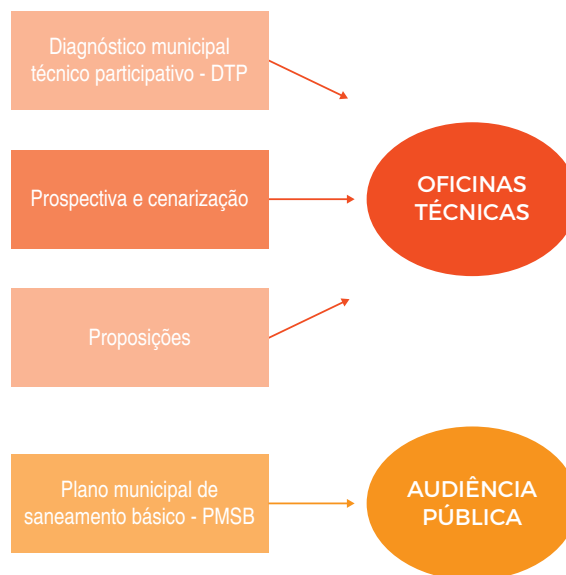 Diagnóstico municipal
técnico participativo - DTP
Prospectiva e cenarização
OFICINAS
TÉCNICAS
Proposições
Plano municipal de
saneamento básico - PMSB
AUDIÊNCIA
PÚBLICA